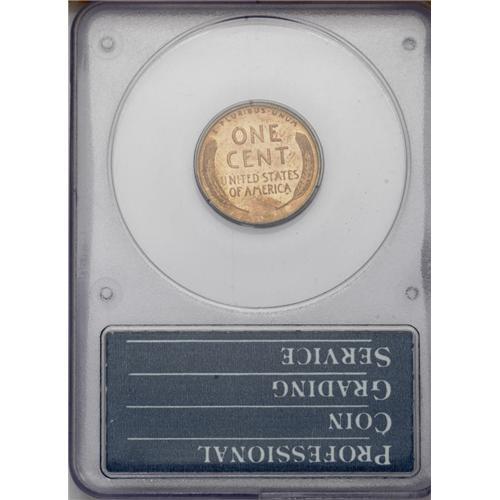 E·PLURIBUS·UNUM
ONE
CENT
UNITED STATES
OF AMERICA
PROFESSIONAL
COIN
GRADING
SERVICE